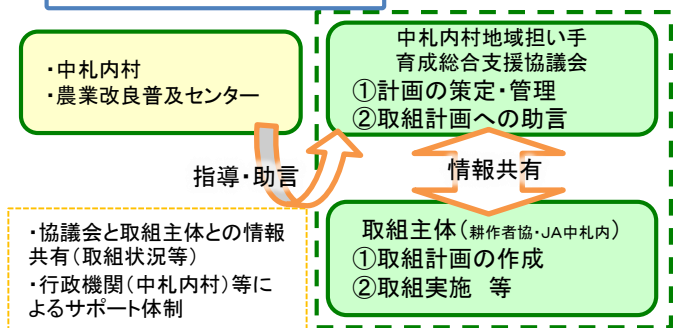 ・中札内村
・農業改良普及センター
中札内村地域担い手
育成総合支援協議会
①計画の策定・管理
②取組計画への助言
指導・助言
情報共有
・協議会と取組主体との情報
共有(取組状況等)
・行政機関(中札内村)等に
よるサポート体制
取組主体(耕作者協・JA中札内)
①取組計画の作成
②取組実施 等